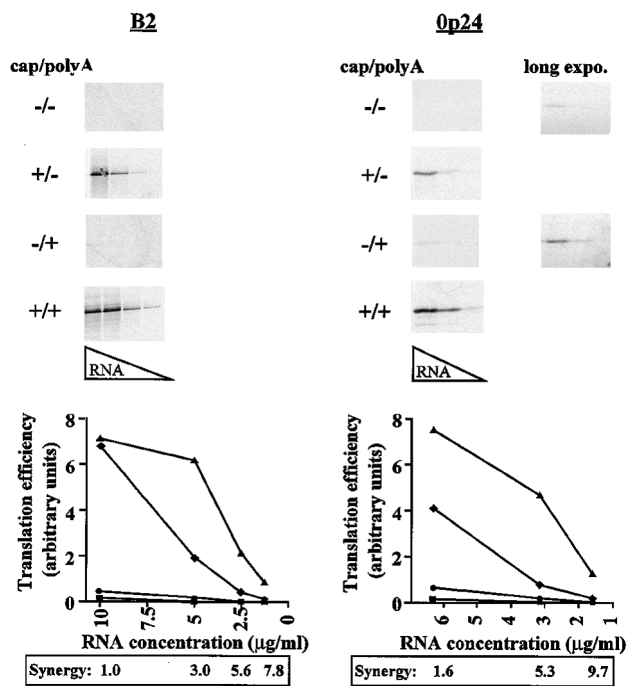 B2
0p24
cap/polyA
cap/polyA
long expo.
-/-
-/-
+/-
+/-
-/+
-/+
+/+
+/+
RNA
RNA
Translation efficiency
(arbitrary units)
8
6
4
2
0
10
7.5
5
2.5
0
RNA concentration (μg/ml)
Synergy: 1.0 3.0 5.6 7.8
Translation efficiency
(arbitrary units)
8
6
4
2
0
6
5
4
3
2
1
RNA concentration (μg/ml)
Synergy: 1.6 5.3 9.7